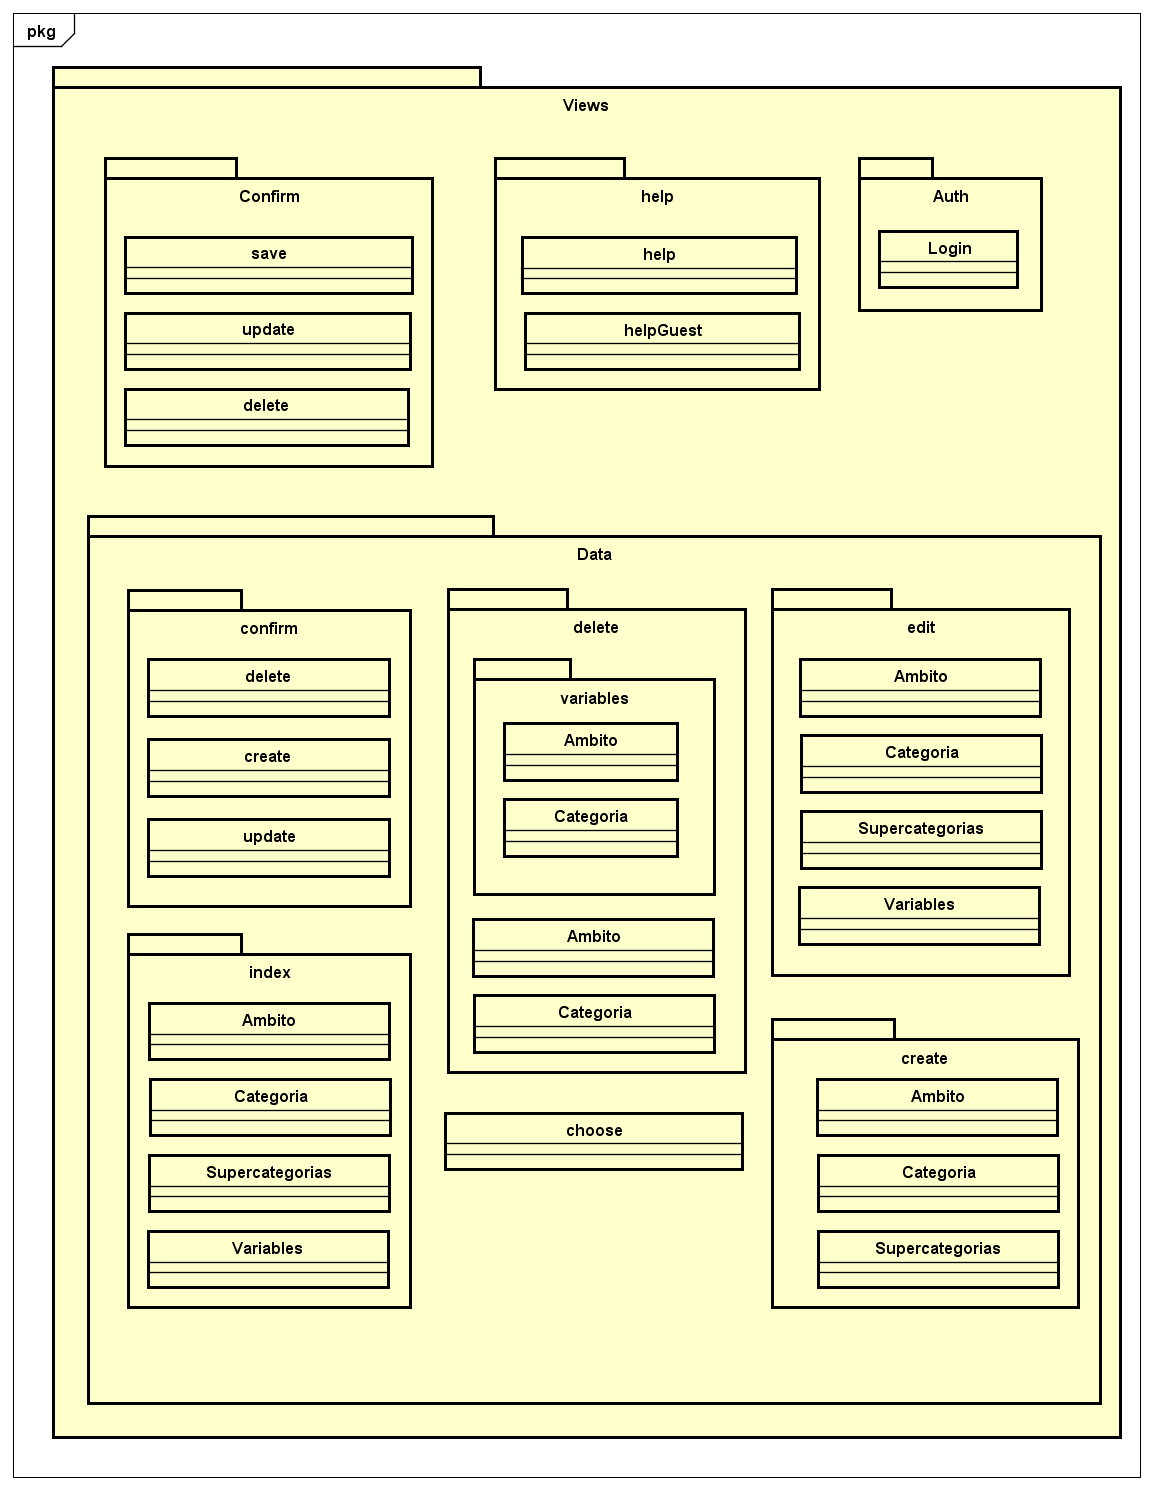 pkg
Views
Confirm
save
update
delete
help
help
helpGuest
Auth
Login
Data
confirm
delete
create
update
index
Ambito
Categoria
Supercategorias
Variables
delete
variables
Ambito
Categoria
Ambito
Categoria
choose
edit
Ambito
Categoria
Supercategorias
Variables
create
Ambito
Categoria
Supercategorias